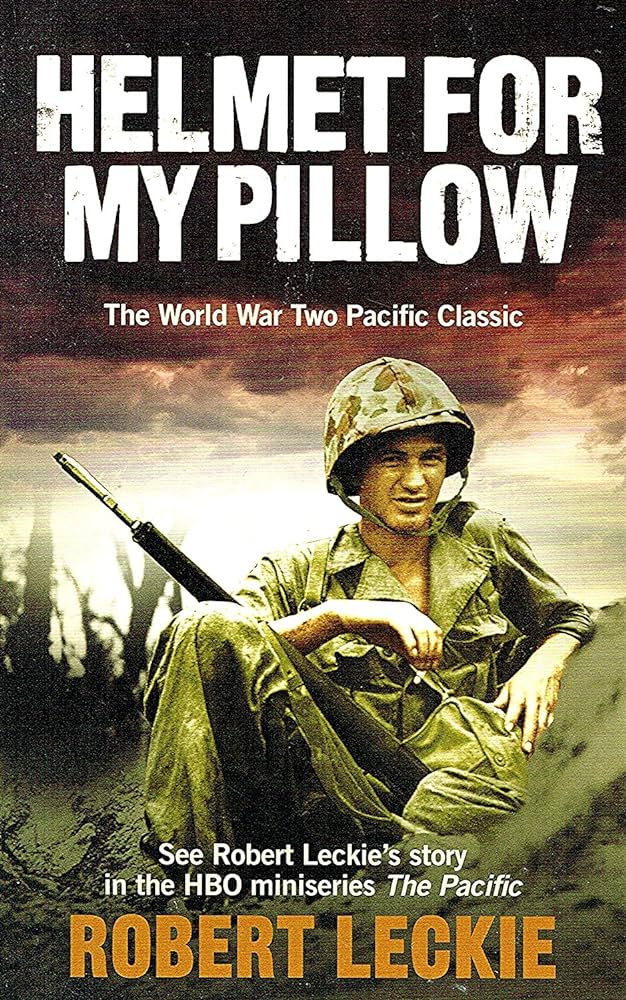 HELMET FOR
MY PILLOW
The World War Two Pacific Classic
See Robert Leckie's story
in the HBO miniseries The Pacific
ROBERT LECKIE